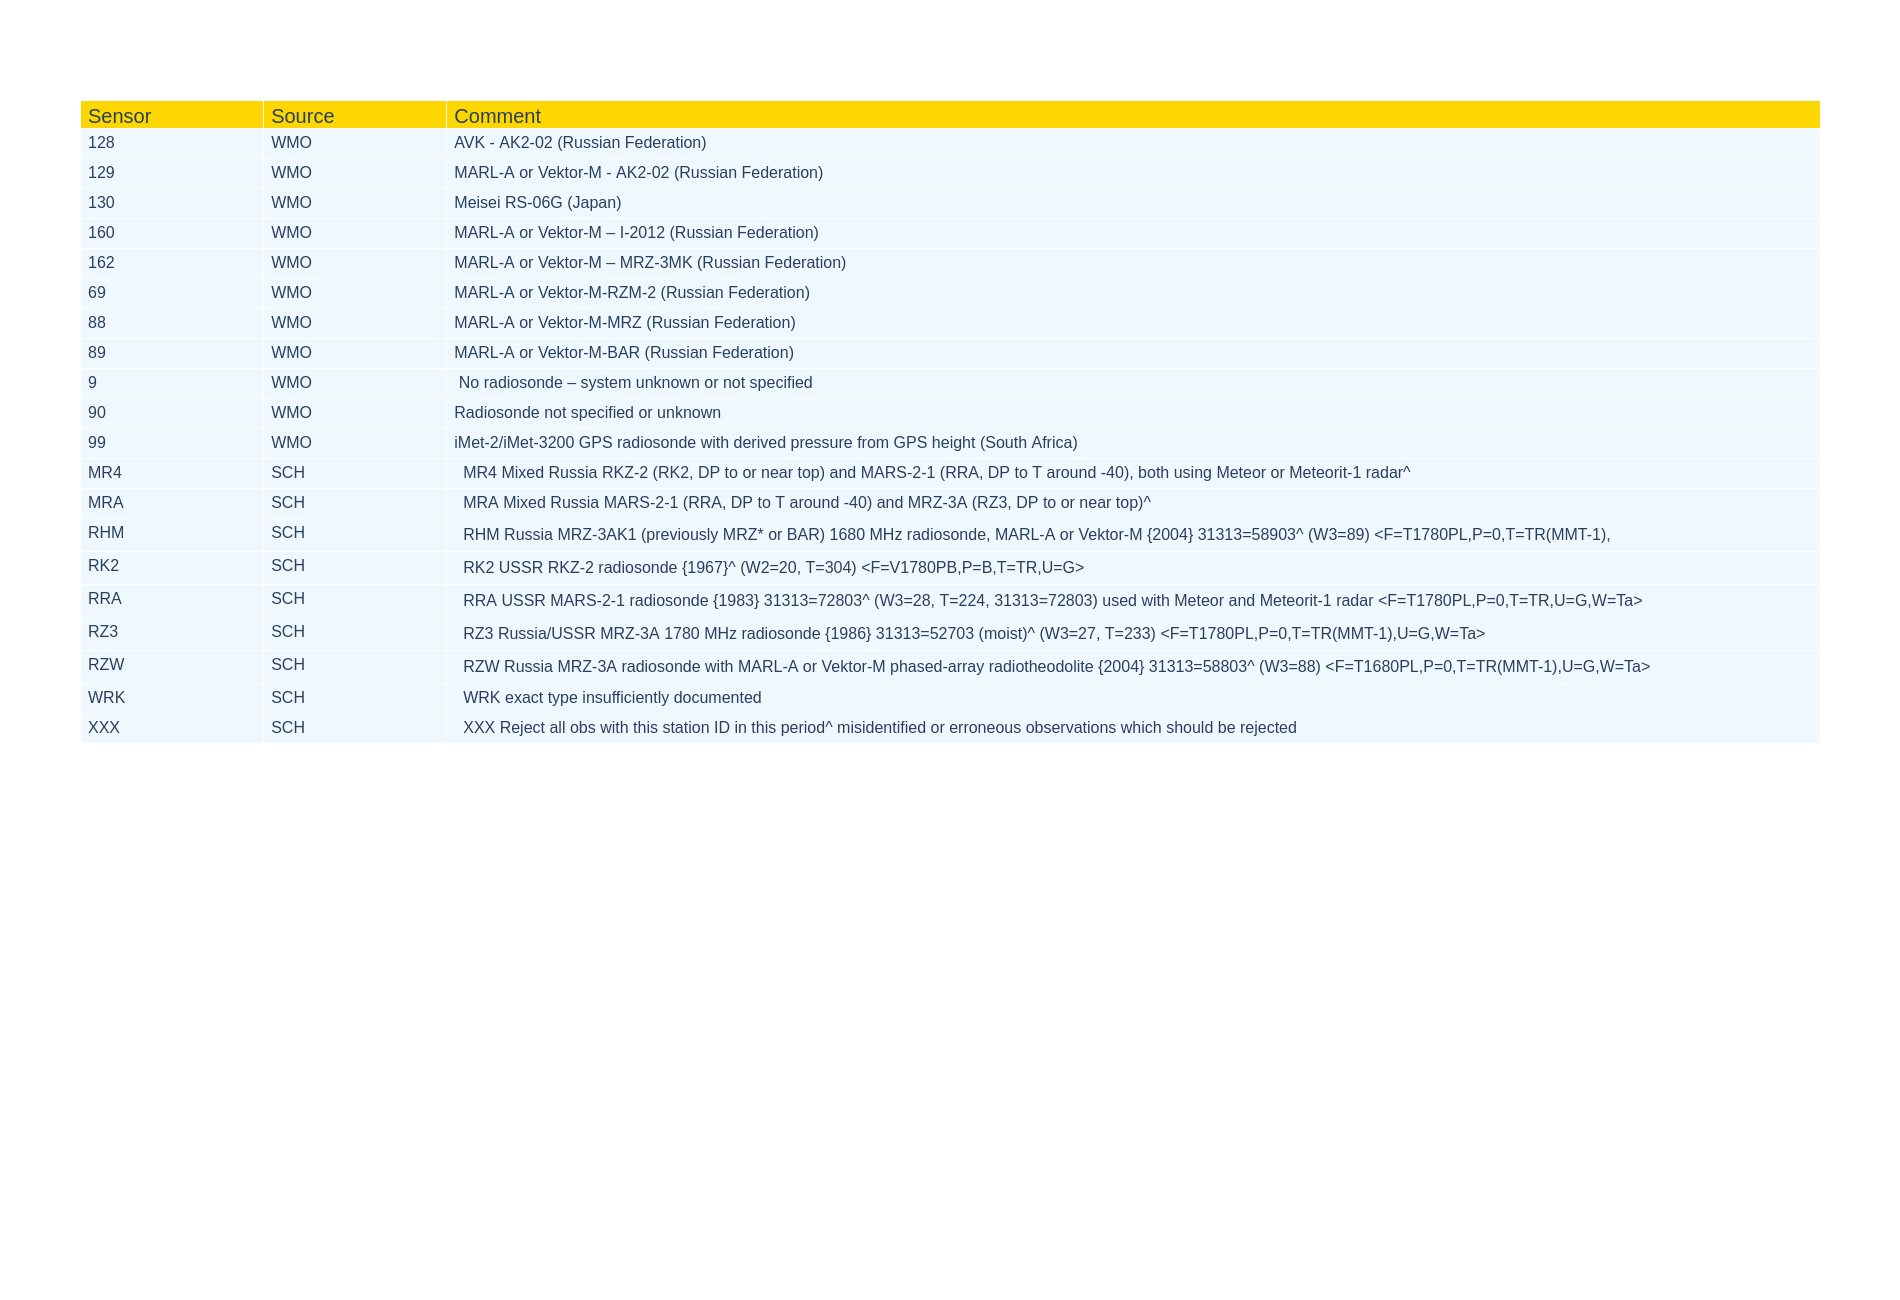 Sensor Source Comment
128 WMO AVK - AK2-02 (Russian Federation)
129 WMO MARL-A or Vektor-M - AK2-02 (Russian Federation)
130 WMO Meisei RS-06G (Japan)
160 WMO MARL-A or Vektor-M – I-2012 (Russian Federation)
162 WMO MARL-A or Vektor-M – MRZ-3MK (Russian Federation)
69 WMO MARL-A or Vektor-M-RZM-2 (Russian Federation)
88 WMO MARL-A or Vektor-M-MRZ (Russian Federation)
89 WMO MARL-A or Vektor-M-BAR (Russian Federation)
9 WMO No radiosonde – system unknown or not specified
90 WMO Radiosonde not specified or unknown
99 WMO iMet-2/iMet-3200 GPS radiosonde with derived pressure from GPS height (South Africa)
MR4 SCH MR4 Mixed Russia RKZ-2 (RK2, DP to or near top) and MARS-2-1 (RRA, DP to T around -40), both using Meteor or Meteorit-1 radar^
MRA SCH MRA Mixed Russia MARS-2-1 (RRA, DP to T around -40) and MRZ-3A (RZ3, DP to or near top)^
RHM SCH RHM Russia MRZ-3AK1 (previously MRZ* or BAR) 1680 MHz radiosonde, MARL-A or Vektor-M {2004} 31313=58903^ (W3=89) <F=T1780PL,P=0,T=TR(MMT-1),
RK2 SCH RK2 USSR RKZ-2 radiosonde {1967}^ (W2=20, T=304) <F=V1780PB,P=B,T=TR,U=G>
RRA SCH RRA USSR MARS-2-1 radiosonde {1983} 31313=72803^ (W3=28, T=224, 31313=72803) used with Meteor and Meteorit-1 radar <F=T1780PL,P=0,T=TR,U=G,W=Ta>
RZ3 SCH RZ3 Russia/USSR MRZ-3A 1780 MHz radiosonde {1986} 31313=52703 (moist)^ (W3=27, T=233) <F=T1780PL,P=0,T=TR(MMT-1),U=G,W=Ta>
RZW SCH RZW Russia MRZ-3A radiosonde with MARL-A or Vektor-M phased-array radiotheodolite {2004} 31313=58803^ (W3=88) <F=T1680PL,P=0,T=TR(MMT-1),U=G,W=Ta>
WRK SCH WRK exact type insufficiently documented
XXX SCH XXX Reject all obs with this station ID in this period^ misidentified or erroneous observations which should be rejected